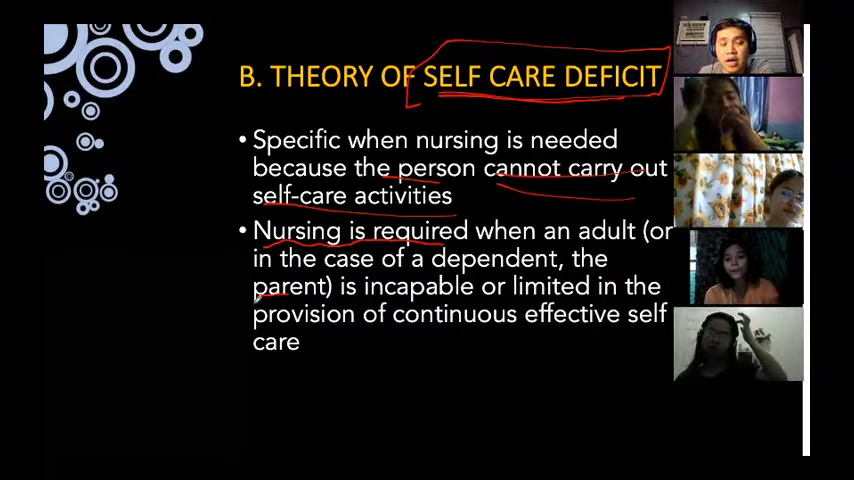 B. THEORY OF SELF CARE DEFICIT
• Specific when nursing is needed
because the person cannot carry out
self-care activities
• Nursing is required when an adult (or
in the case of a dependent, the
parent) is incapable or limited in the
provision of continuous effective self
care